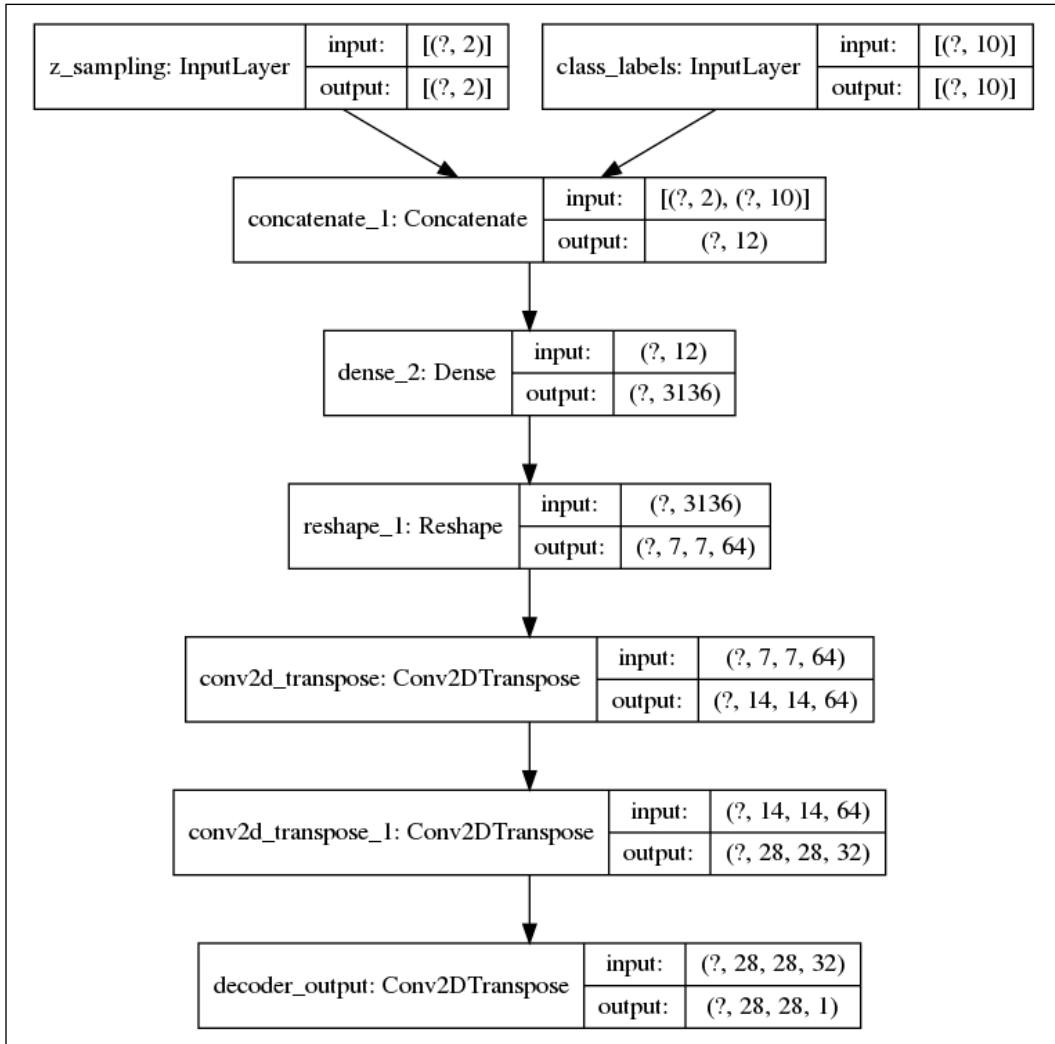 z_sampling: InputLayer
input: [(?, 2)]
output: [(?, 2)]
class_labels: InputLayer
input: [(?, 10)]
output: [(?, 10)]
concatenate_1: Concatenate
input: [(?, 2), (?, 10)]
output: (?, 12)
dense_2: Dense
input: (?, 12)
output: (?, 3136)
reshape_1: Reshape
input: (?, 3136)
output: (?, 7, 7, 64)
conv2d_transpose: Conv2DTranspose
input: (?, 7, 7, 64)
output: (?, 14, 14, 64)
conv2d_transpose_1: Conv2DTranspose
input: (?, 14, 14, 64)
output: (?, 28, 28, 32)
decoder_output: Conv2DTranspose
input: (?, 28, 28, 32)
output: (?, 28, 28, 1)